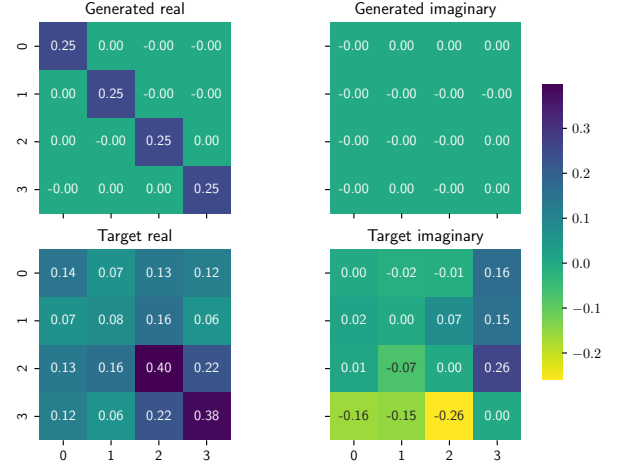 Generated real
Generated imaginary
0 0.25 0.00 -0.00 0.00 -0.00 -0.00 0.00 0.00
1 0.00 0.25 -0.00 -0.00 -0.00 -0.00 -0.00 -0.00
2 0.00 -0.00 0.25 0.00 -0.00 0.00 -0.00 0.00
3 -0.00 0.00 0.00 0.25 -0.00 0.00 -0.00 0.00
0.3
0.2
0.1
0.0
−0.1
−0.2
Target real
Target imaginary
0 0.14 0.07 0.13 0.12 0.00 -0.02 -0.01 0.16
1 0.07 0.08 0.16 0.06 0.02 0.00 0.07 0.15
2 0.13 0.16 0.40 0.22 0.01 -0.07 0.00 0.26
3 0.12 0.06 0.22 0.38 -0.16 -0.15 -0.26 0.00
0 1 2 3 0 1 2 3